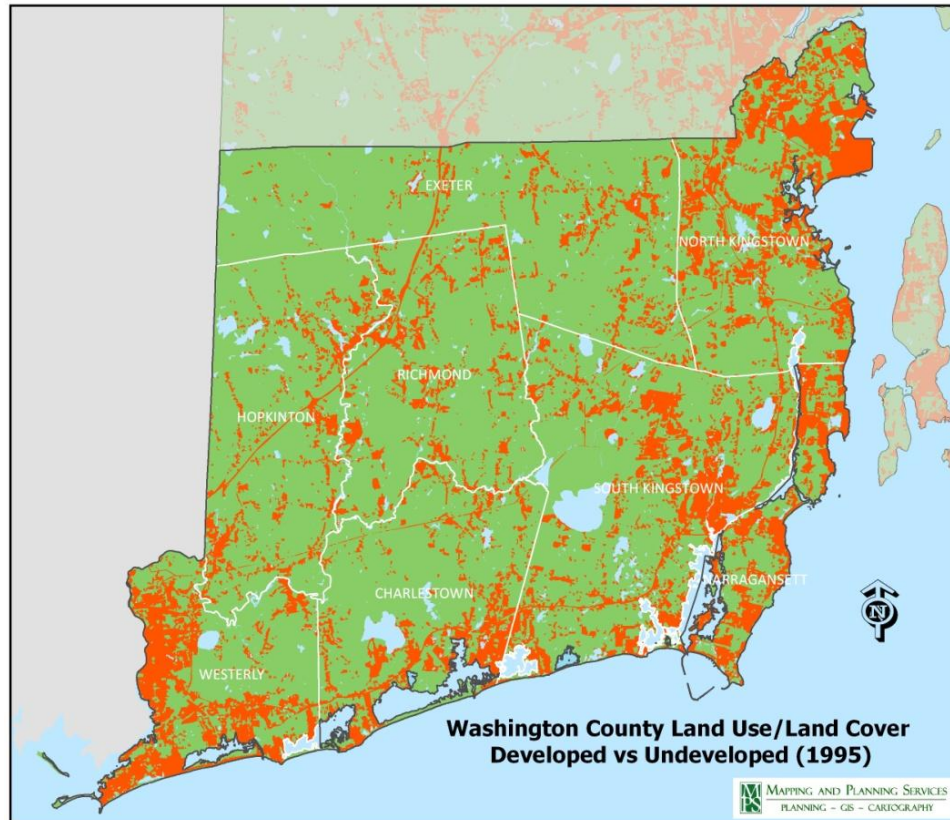 EXETER
NORTH KINGSTOWN
RICHMOND
HOPKINTON
SOUTH KINGSTOWN
NARRAGANSETT
CHARLESTOWN
WESTERLY
N
Washington County Land Use/Land Cover
Developed vs Undeveloped (1995)
MPS
MAPPING AND PLANNING SERVICES
PLANNING – GIS – CARTOGRAPHY